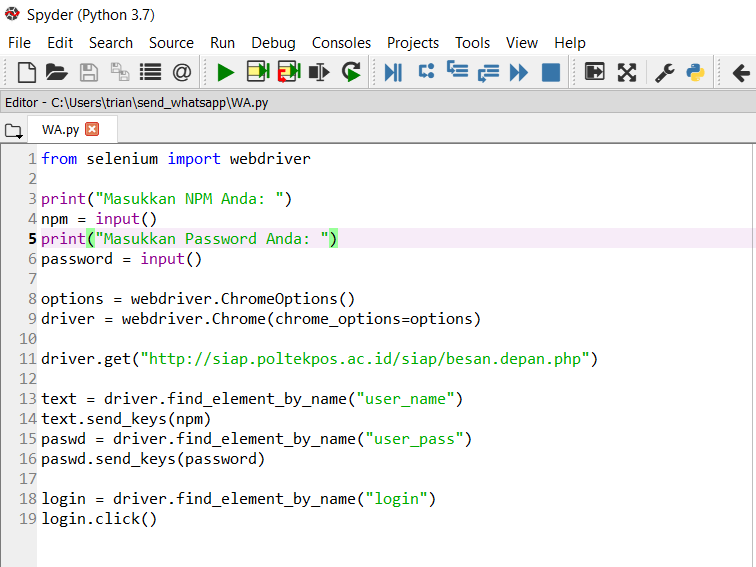 Spyder (Python 3.7)
File Edit Search Source Run Debug Consoles Projects Tools View Help
Editor - C:\Users\trian\send_whatsapp\WA.py
WA.py
1 from selenium import webdriver
2
3 print("Masukkan NPM Anda: ")
4 npm = input()
5 print("Masukkan Password Anda: ")
6 password = input()
7
8 options = webdriver.ChromeOptions()
9 driver = webdriver.Chrome(chrome_options=options)
10
11 driver.get("http://siap.poltekpos.ac.id/siap/besan.depan.php")
12
13 text = driver.find_element_by_name("user_name")
14 text.send_keys(npm)
15 paswd = driver.find_element_by_name("user_pass")
16 paswd.send_keys(password)
17
18 login = driver.find_element_by_name("login")
19 login.click()